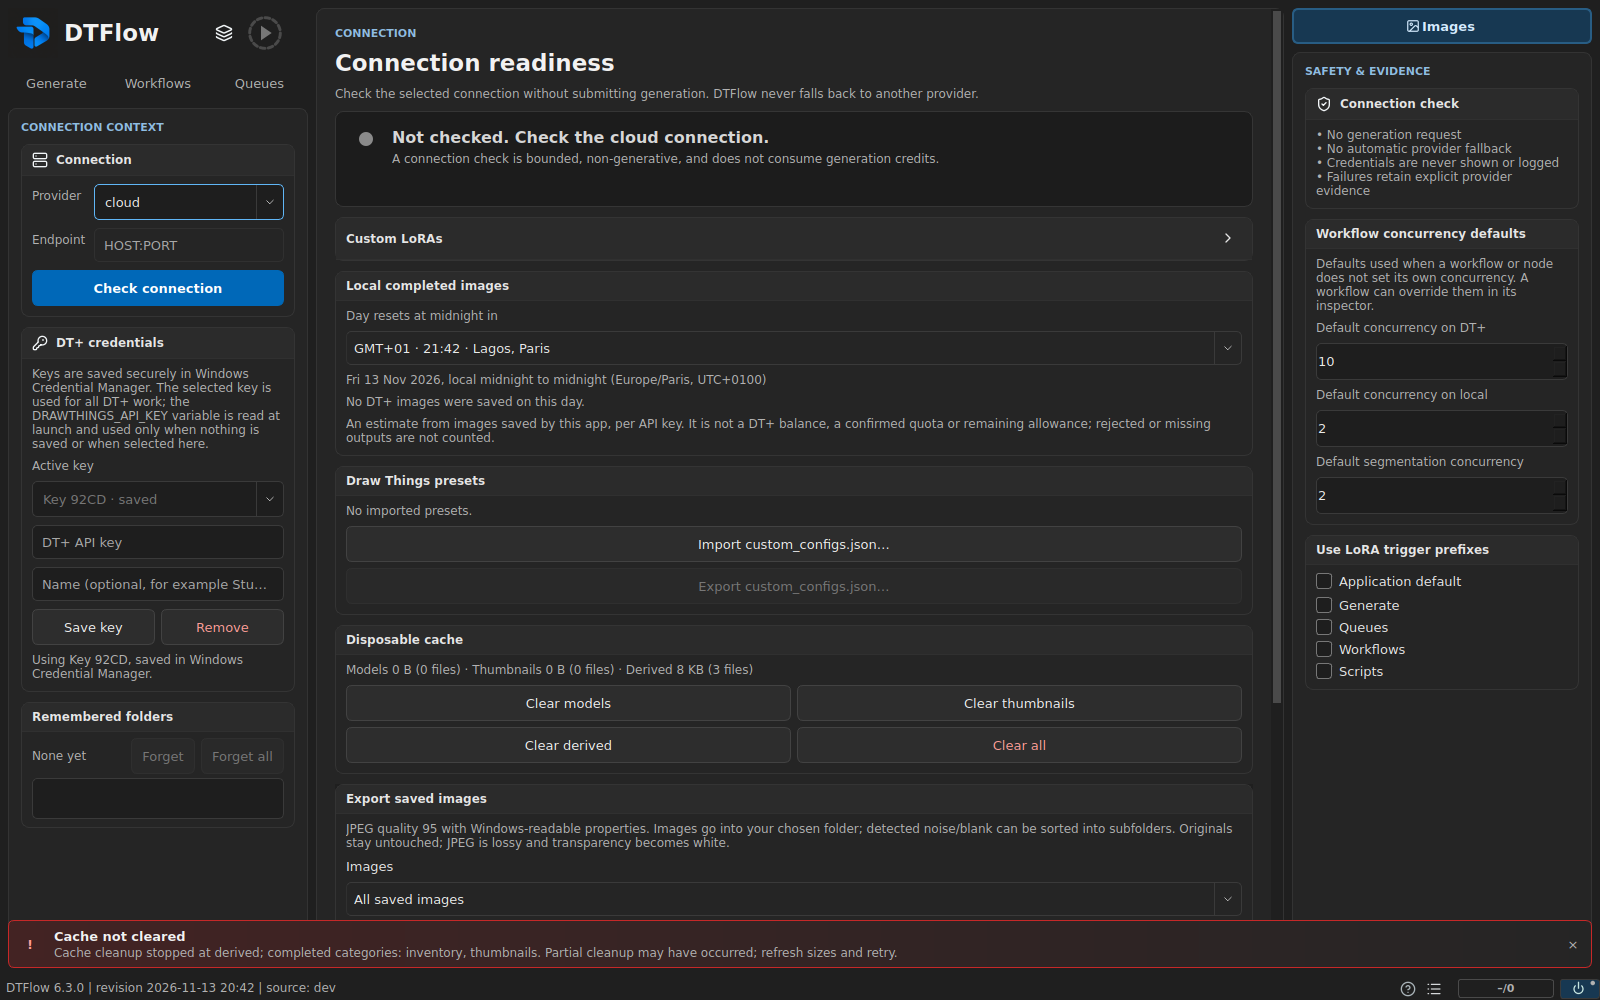 DTFlow
Generate
Workflows
Queues
CONNECTION CONTEXT
Connection
Provider
cloud
Endpoint
HOST:PORT
Check connection
DT+ credentials
Keys are saved securely in Windows
Credential Manager. The selected key is
used for all DT+ work; the
DRAWTHINGS_API_KEY variable is read at
launch and used only when nothing is
saved or when selected here.
Active key
Key 92CD · saved
DT+ API key
Name (optional, for example Stu...
Save key
Remove
Using Key 92CD, saved in Windows
Credential Manager.
Remembered folders
None yet
Forget
Forget all
CONNECTION
Connection readiness
Check the selected connection without submitting generation. DTFlow never falls back to another provider.
Not checked. Check the cloud connection.
A connection check is bounded, non-generative, and does not consume generation credits.
Custom LoRAs
Local completed images
Day resets at midnight in
GMT+01 · 21:42 · Lagos, Paris
Fri 13 Nov 2026, local midnight to midnight (Europe/Paris, UTC+0100)
No DT+ images were saved on this day.
An estimate from images saved by this app, per API key. It is not a DT+ balance, a confirmed quota or remaining allowance; rejected or missing
outputs are not counted.
Draw Things presets
No imported presets.
Import custom_configs.json...
Export custom_configs.json...
Disposable cache
Models 0 B (0 files) · Thumbnails 0 B (0 files) · Derived 8 KB (3 files)
Clear models
Clear thumbnails
Clear derived
Clear all
Export saved images
JPEG quality 95 with Windows-readable properties. Images go into your chosen folder; detected noise/blank can be sorted into subfolders. Originals
stay untouched; JPEG is lossy and transparency becomes white.
Images
All saved images
Images
SAFETY & EVIDENCE
Connection check
• No generation request
• No automatic provider fallback
• Credentials are never shown or logged
• Failures retain explicit provider
evidence
Workflow concurrency defaults
Defaults used when a workflow or node
does not set its own concurrency. A
workflow can override them in its
inspector.
Default concurrency on DT+
10
Default concurrency on local
2
Default segmentation concurrency
2
Use LoRA trigger prefixes
Application default
Generate
Queues
Workflows
Scripts
! Cache not cleared
Cache cleanup stopped at derived; completed categories: inventory, thumbnails. Partial cleanup may have occurred; refresh sizes and retry.
DTFlow 6.3.0 | revision 2026-11-13 20:42 | source: dev
–/0